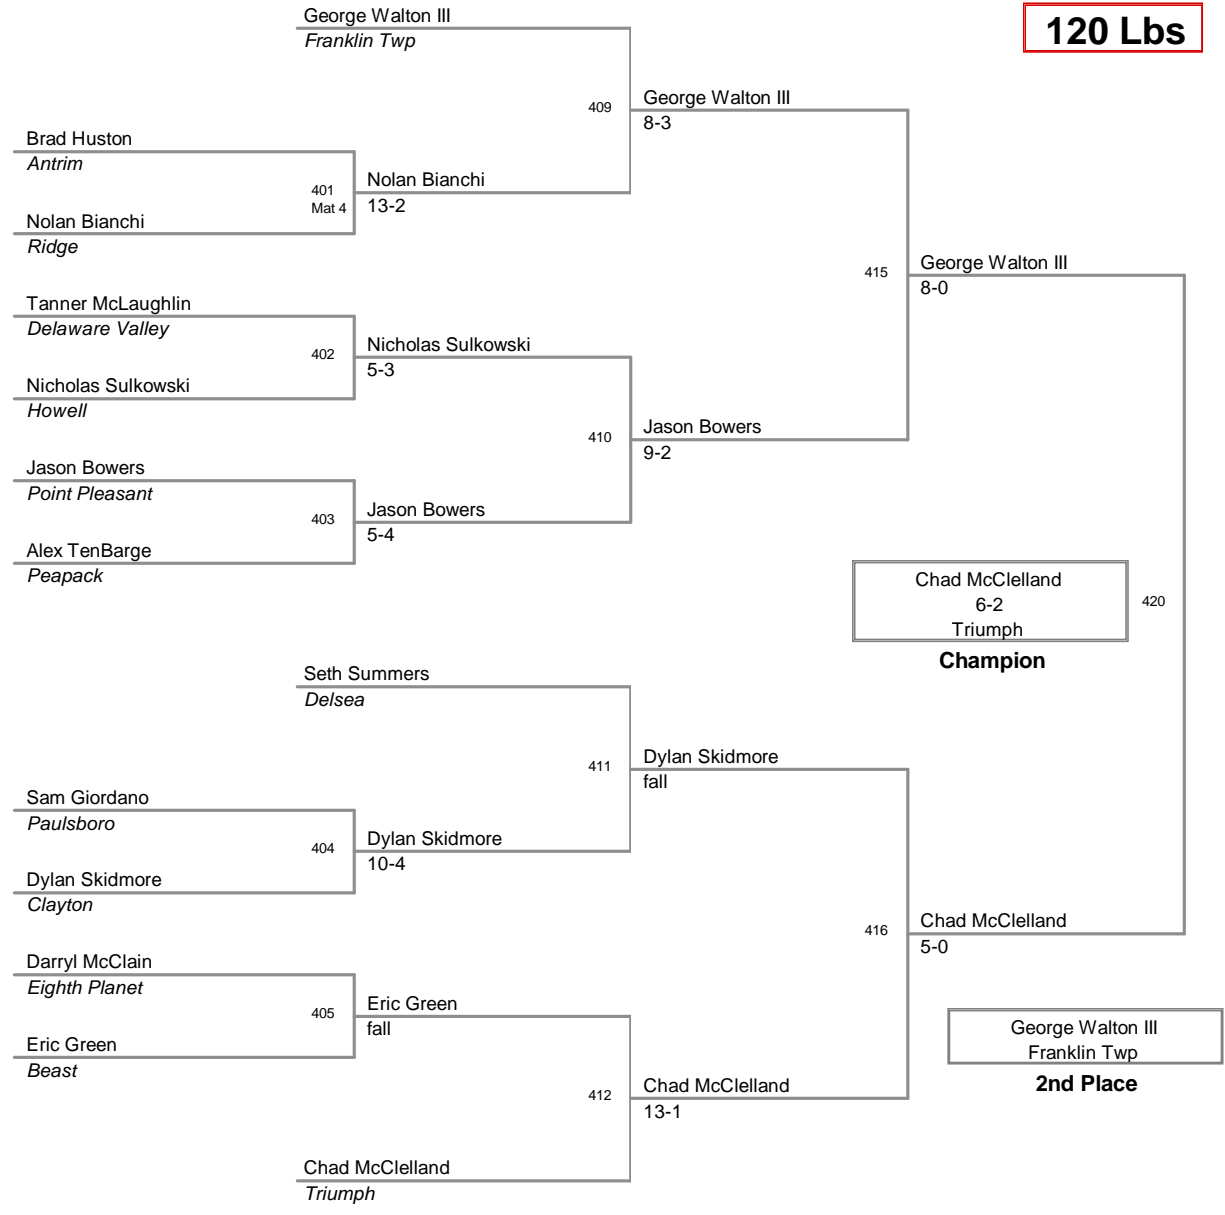 George Walton III
Franklin Twp
120 Lbs
409
George Walton III
8-3
Brad Huston
Antrim
401
Mat 4
Nolan Bianchi
13-2
Nolan Bianchi
Ridge
415
George Walton III
8-0
Tanner McLaughlin
Delaware Valley
402
Nicholas Sulkowski
5-3
Nicholas Sulkowski
Howell
410
Jason Bowers
9-2
Jason Bowers
Point Pleasant
403
Jason Bowers
5-4
Alex TenBarge
Peapack
Chad McClelland
6-2
Triumph
420
Champion
Seth Summers
Delsea
411
Dylan Skidmore
fall
Sam Giordano
Paulsboro
404
Dylan Skidmore
10-4
Dylan Skidmore
Clayton
416
Chad McClelland
5-0
Darryl McClain
Eighth Planet
405
Eric Green
fall
Eric Green
Beast
George Walton III
Franklin Twp
2nd Place
412
Chad McClelland
13-1
Chad McClelland
Triumph